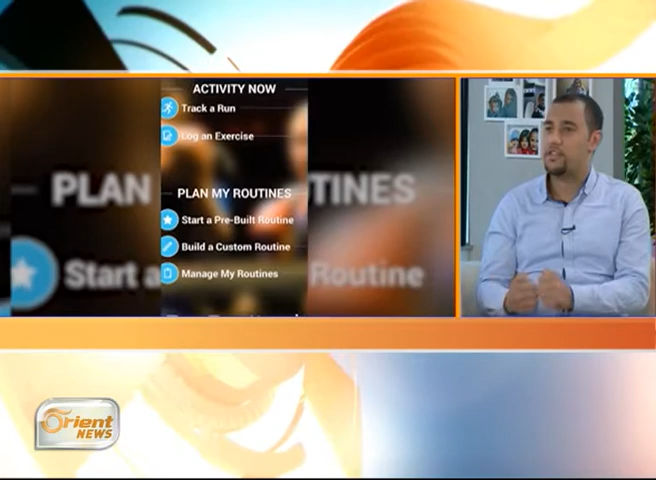 ACTIVITY NOW
Track a Run
Log an Exercise
PLAN MY ROUTINES
Start a Pre-Built Routine
Build a Custom Routine
Manage My Routines
PLAN
TINES
Start a
Routine
Orient
NEWS